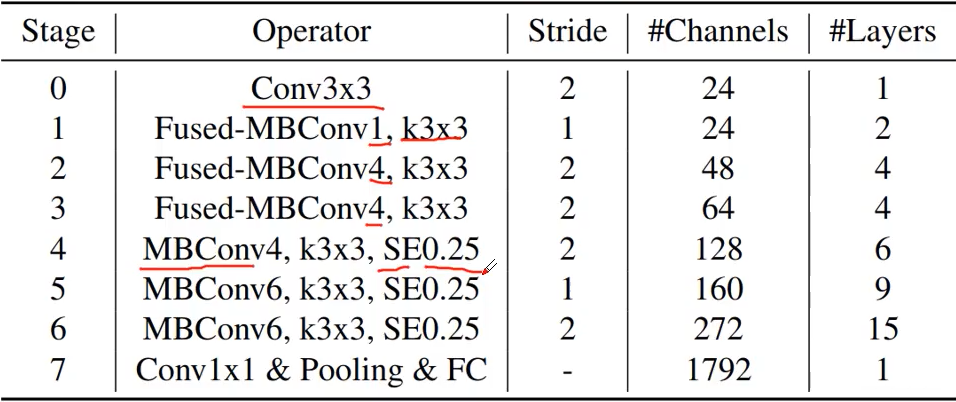 Stage Operator Stride #Channels #Layers
0 Conv3x3 2 24 1
1 Fused-MBConv1, k3x3 1 24 2
2 Fused-MBConv4, k3x3 2 48 4
3 Fused-MBConv4, k3x3 2 64 4
4 MBConv4, k3x3, SE0.25 2 128 6
5 MBConv6, k3x3, SE0.25 1 160 9
6 MBConv6, k3x3, SE0.25 2 272 15
7 Conv1x1 & Pooling & FC - 1792 1